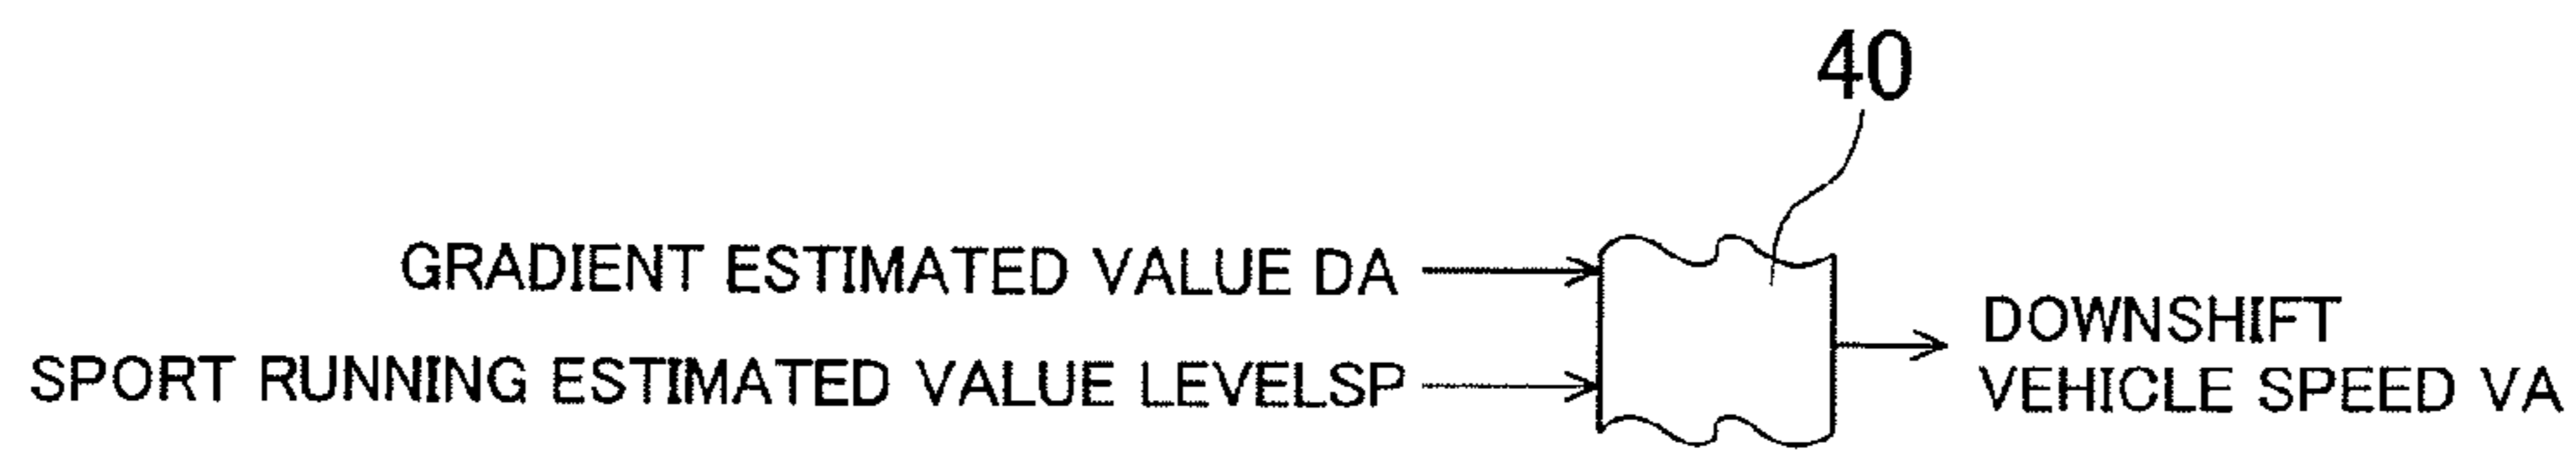 40
GRADIENT ESTIMATED VALUE DA
SPORT RUNNING ESTIMATED VALUE LEVELSP
DOWNSHIFT
VEHICLE SPEED VA